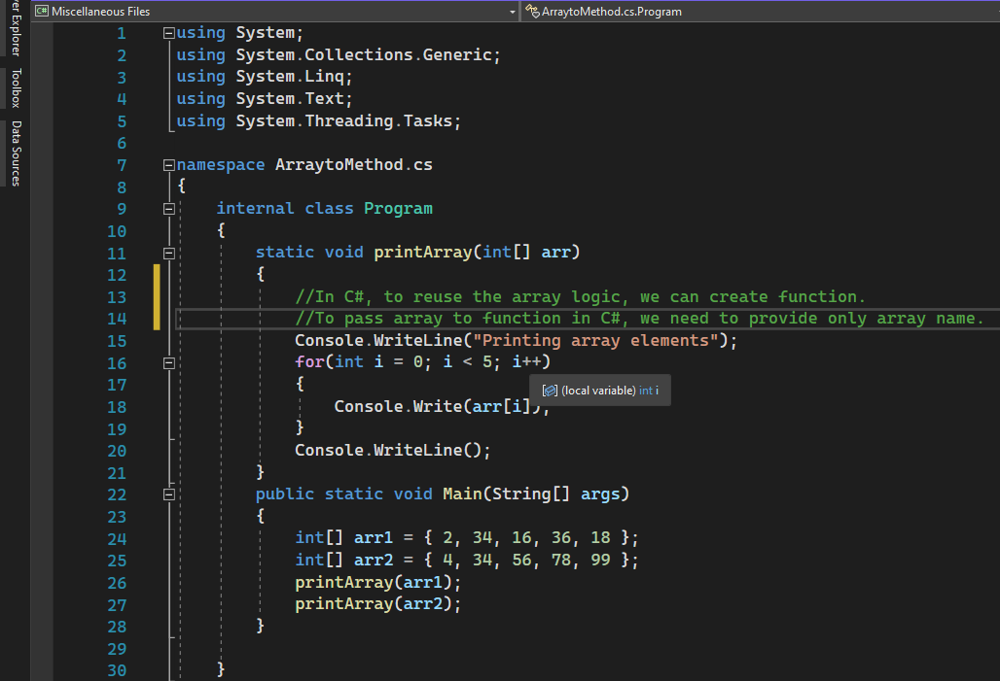 Miscellaneous Files
ArraytoMethod.cs.Program
er Explorer
Toolbox
Data Sources
1 using System;
2 using System.Collections.Generic;
3 using System.Linq;
4 using System.Text;
5 using System.Threading.Tasks;
6
7 namespace ArraytoMethod.cs
8 {
9 internal class Program
10 {
11 static void printArray(int[] arr)
12 {
13 //In C#, to reuse the array logic, we can create function.
14 //To pass array to function in C#, we need to provide only array name.
15 Console.WriteLine("Printing array elements");
16 for(int i = 0; i < 5; i++)
17 {
(local variable) int i
18 Console.Write(arr[i]);
19 }
20 Console.WriteLine();
21 }
22 public static void Main(String[] args)
23 {
24 int[] arr1 = { 2, 34, 16, 36, 18 };
25 int[] arr2 = { 4, 34, 56, 78, 99 };
26 printArray(arr1);
27 printArray(arr2);
28 }
29
30 }